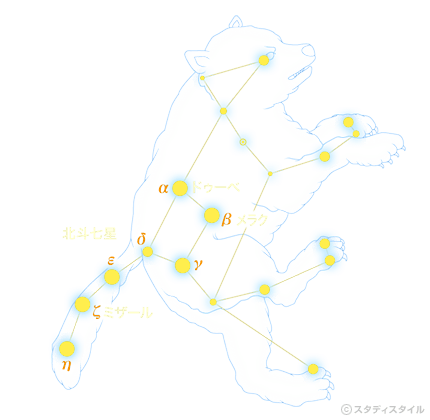 α ドゥーベ
β メラク
北斗七星
δ
ε
γ
ζ ミザール
η
© スタディスタイル